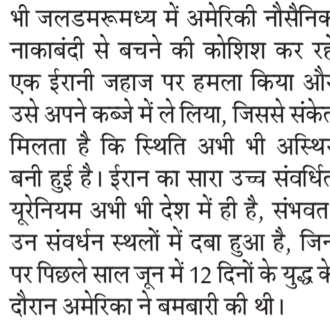 भी जलडमरूमध्य में अमेरिकी नौसैनिक
नाकाबंदी से बचने की कोशिश कर रहे
एक ईरानी जहाज पर हमला किया और
उसे अपने कब्जे में ले लिया, जिससे संकेत
मिलता है कि स्थिति अभी भी अस्थिर
बनी हुई है। ईरान का सारा उच्च संवर्धित
यूरेनियम अभी भी देश में ही है, संभवत
उन संवर्धन स्थलों में दबा हुआ है, जिन
पर पिछले साल जून में 12 दिनों के युद्ध के
दौरान अमेरिका ने बमबारी की थी।